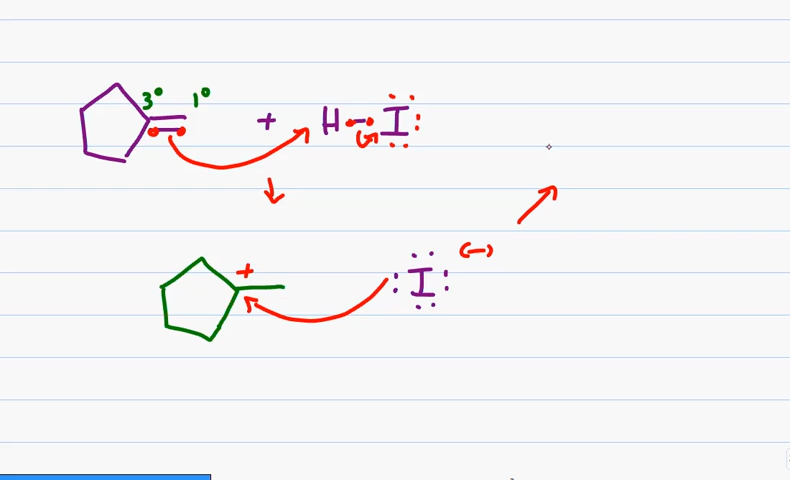 3° 1°
+ H I
+ I (−)